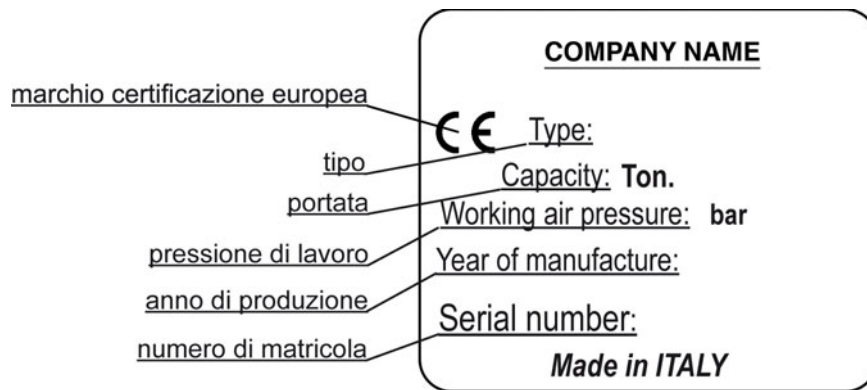 COMPANY NAME
marchio certificazione europea
CE Type:
tipo
Capacity: Ton.
portata
Working air pressure: bar
pressione di lavoro
Year of manufacture:
anno di produzione
Serial number:
numero di matricola
Made in ITALY